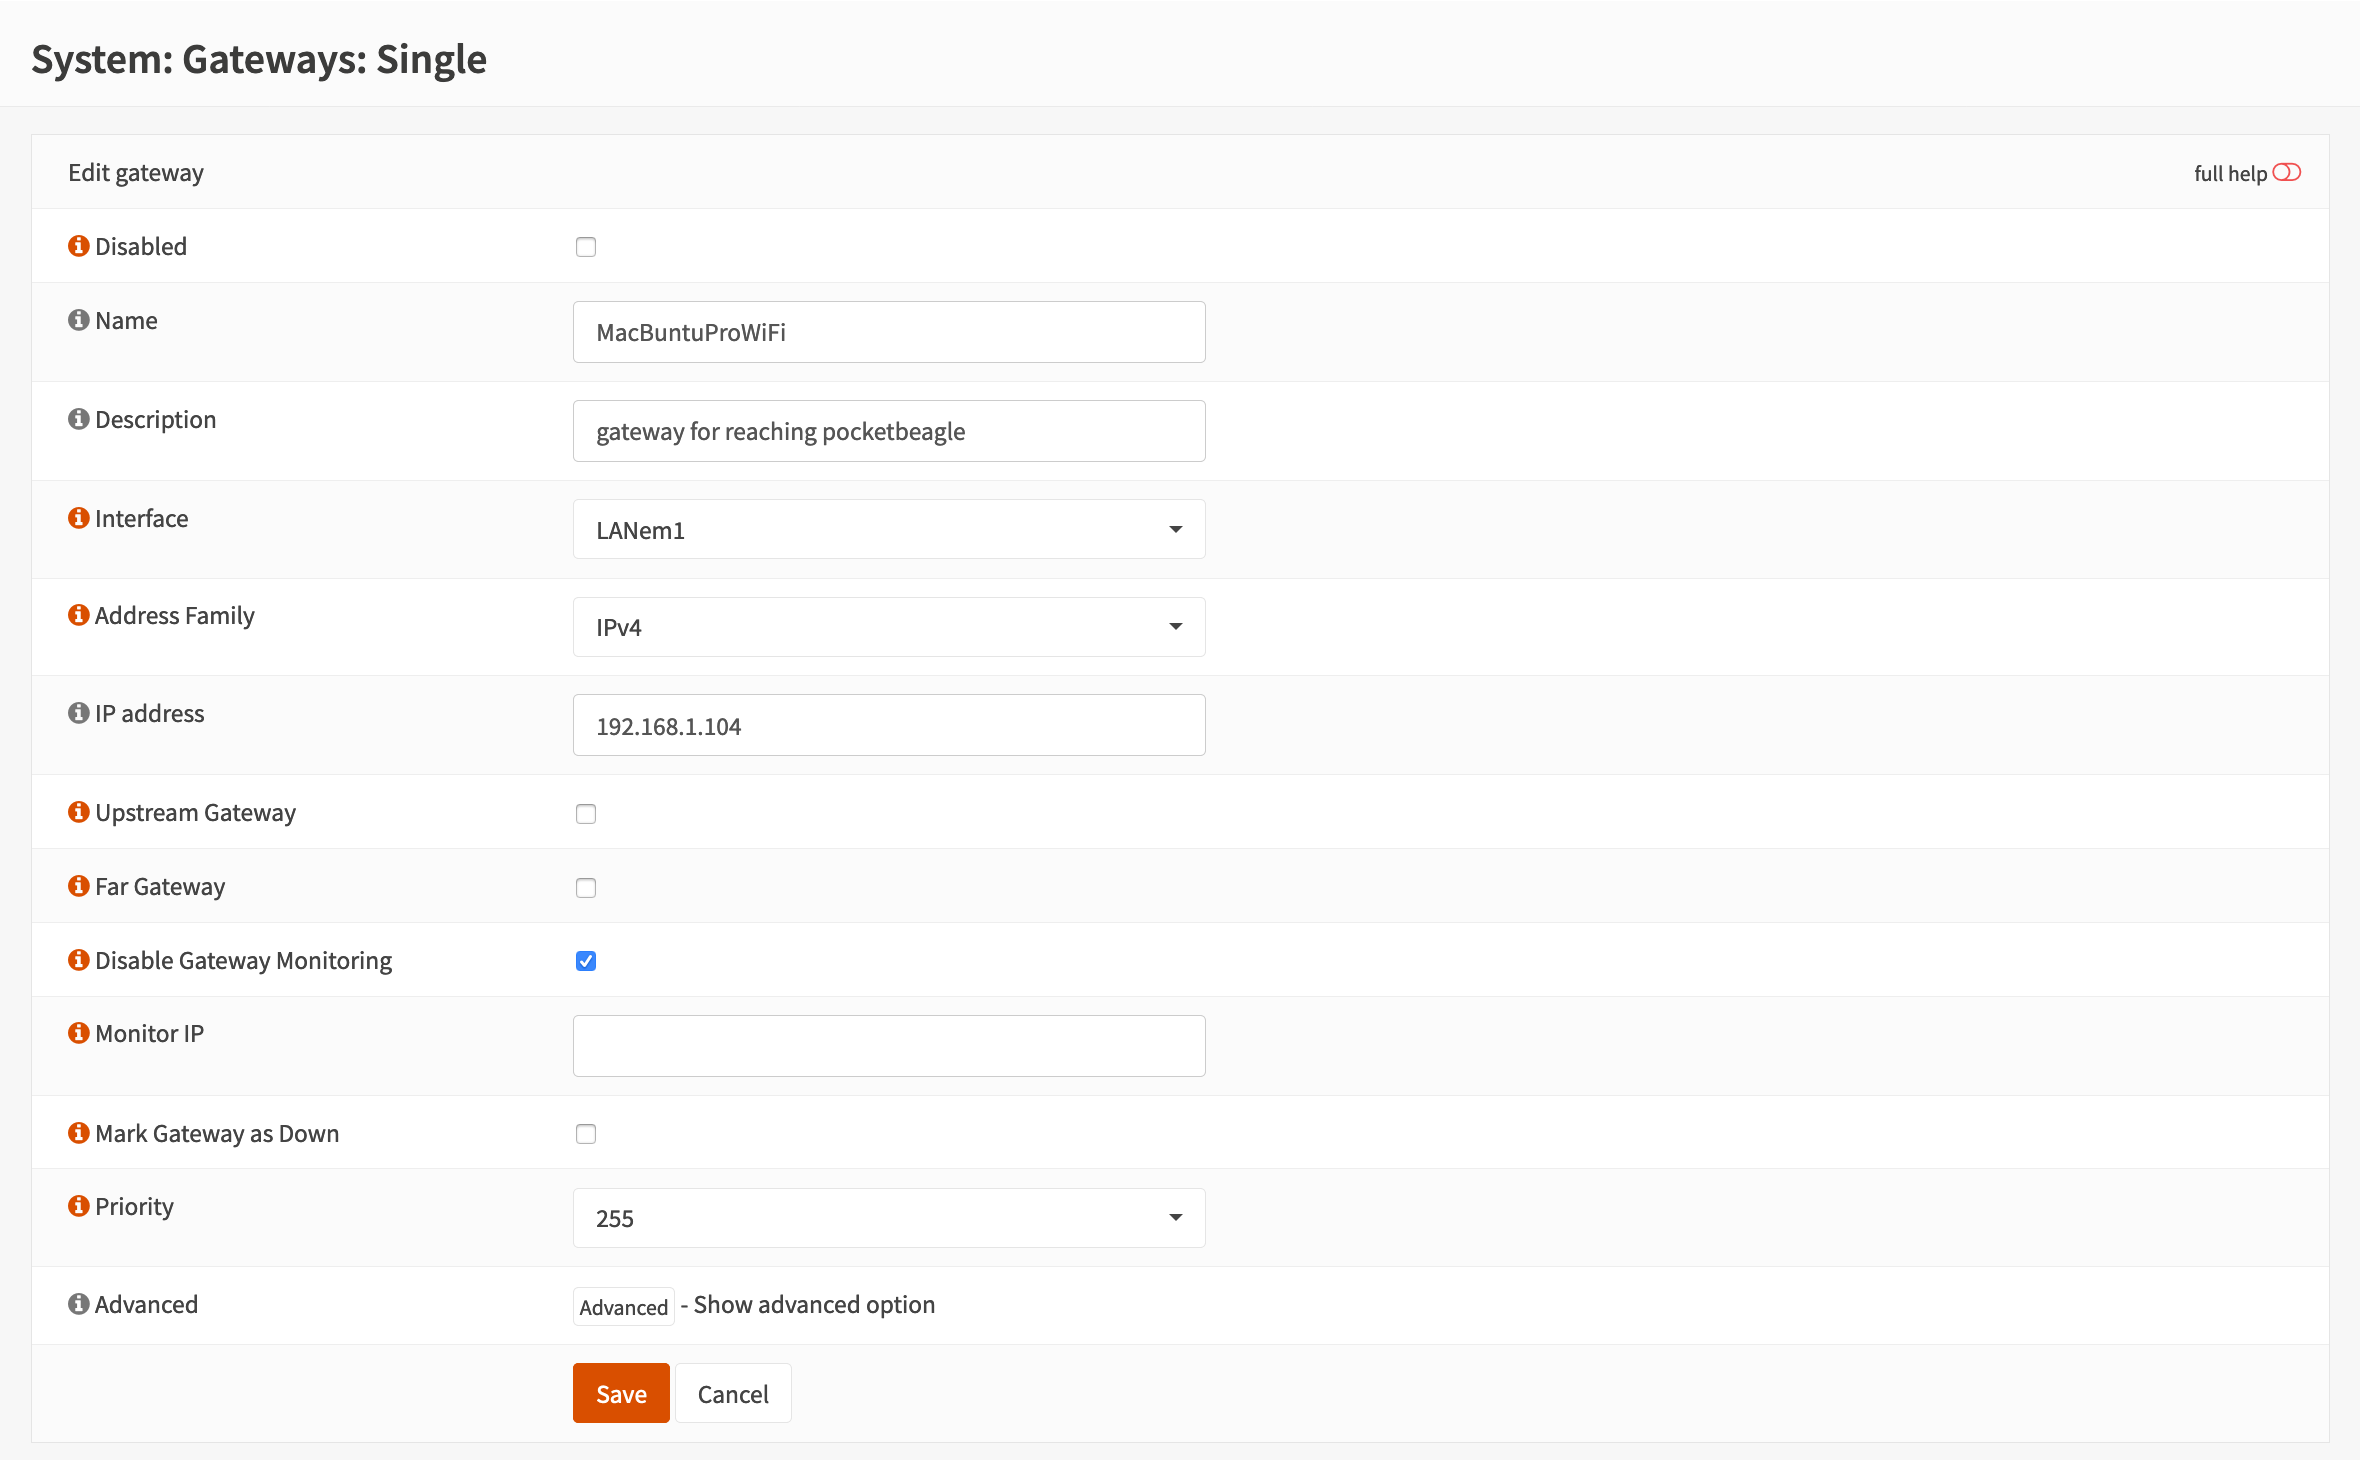 System: Gateways: Single
Edit gateway
full help
Disabled
Name
MacBuntuProWiFi
Description
gateway for reaching pocketbeagle
Interface
LANem1
Address Family
IPv4
IP address
192.168.1.104
Upstream Gateway
Far Gateway
Disable Gateway Monitoring
Monitor IP
Mark Gateway as Down
Priority
255
Advanced
Advanced - Show advanced option
Save
Cancel